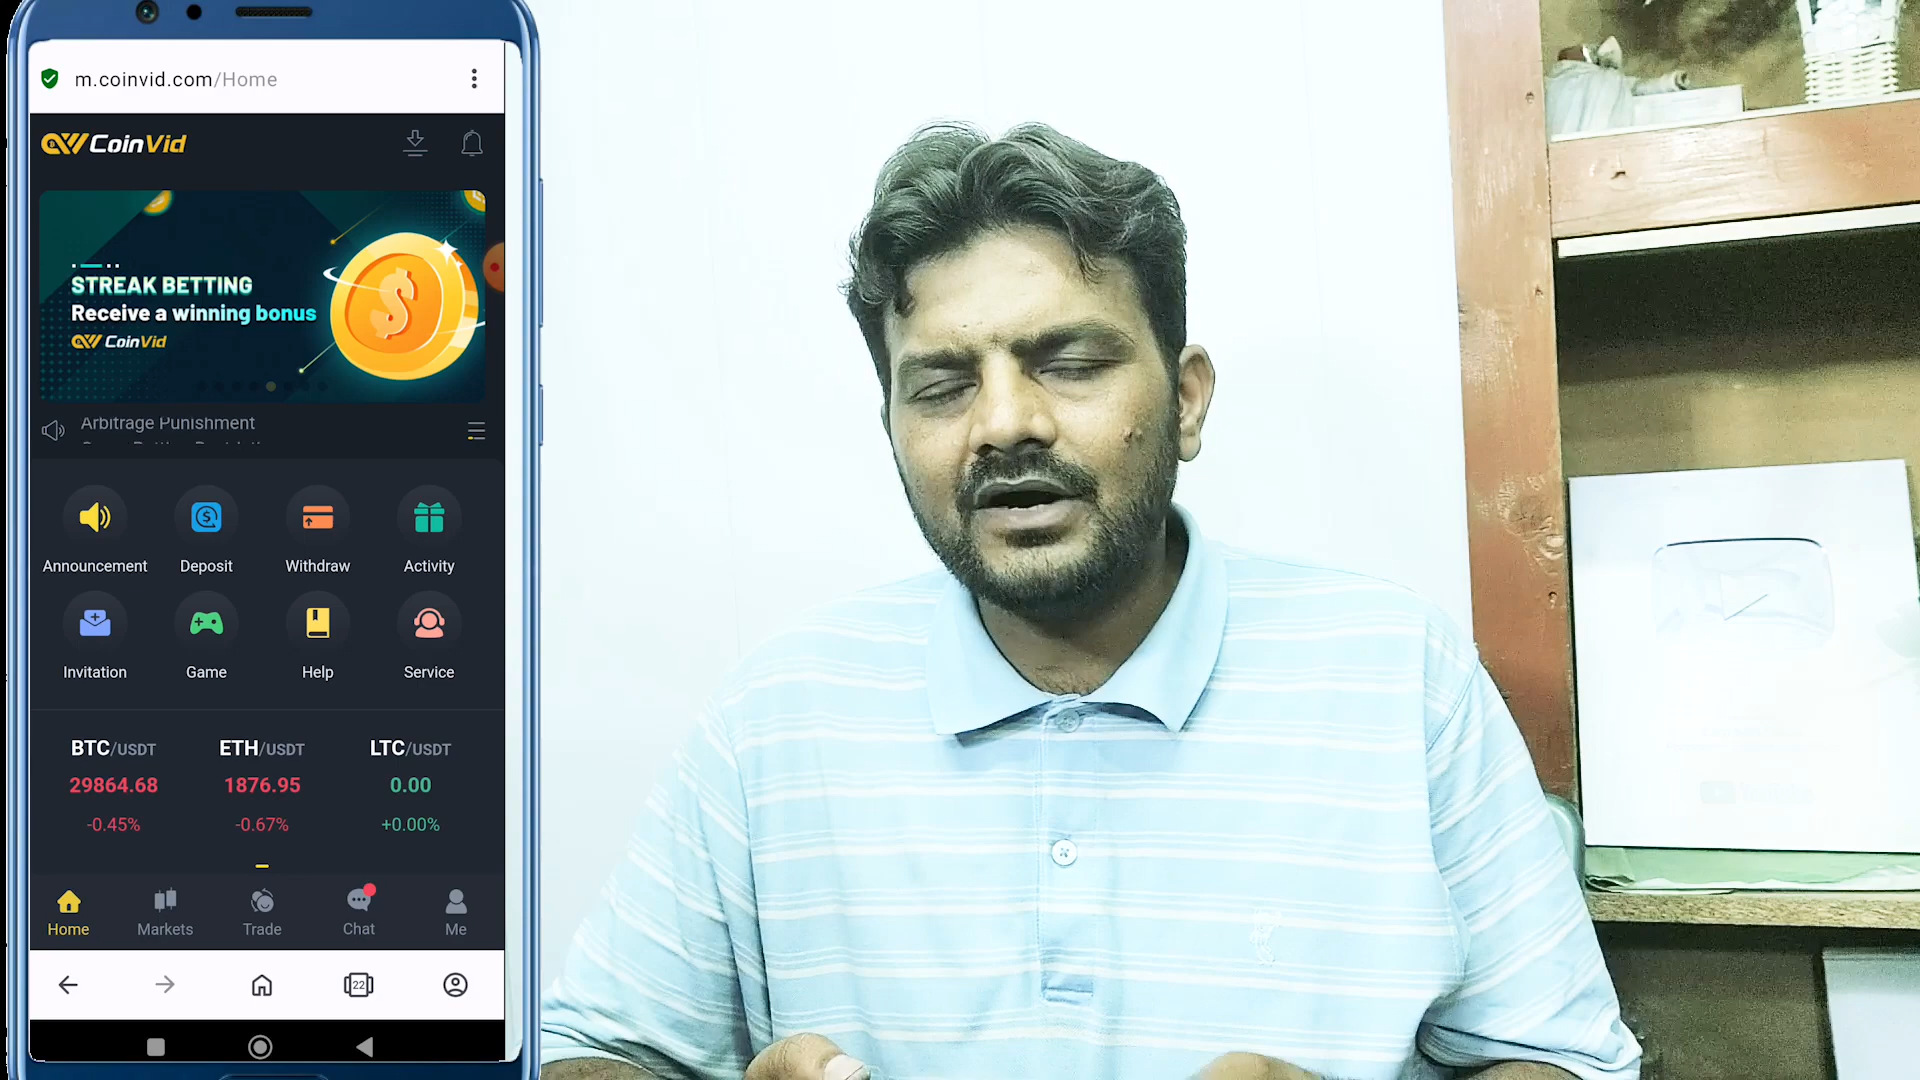 m.coinvid.com/Home
CoinVid
STREAK BETTING
Receive a winning bonus
CoinVid
Arbitrage Punishment
Announcement Deposit Withdraw Activity
Invitation Game Help Service
BTC/USDT ETH/USDT LTC/USDT
29864.68 1876.95 0.00
-0.45% -0.67% +0.00%
Home Markets Trade Chat Me
22